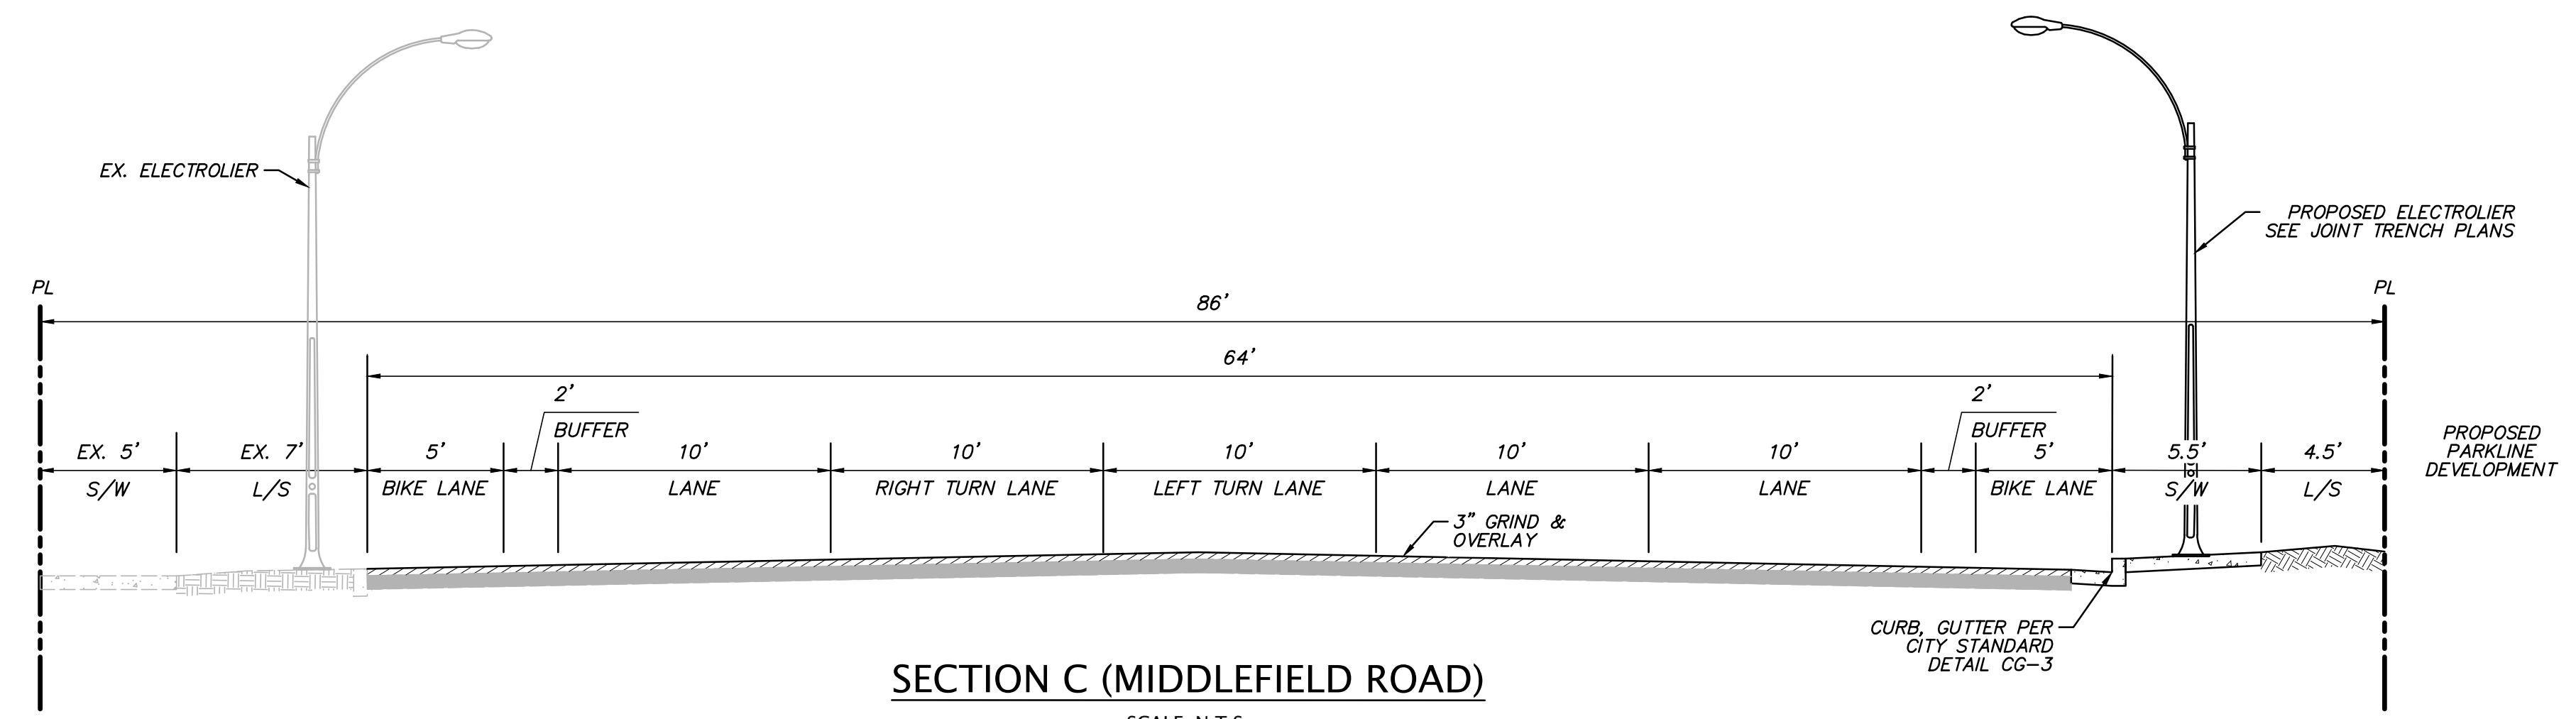 EX. ELECTROLIER
PROPOSED ELECTROLIER
SEE JOINT TRENCH PLANS
PL
PL
86'
64'
2'
BUFFER
2'
BUFFER
EX. 5'
S/W
EX. 7'
L/S
5'
BIKE LANE
10'
LANE
10'
RIGHT TURN LANE
10'
LEFT TURN LANE
10'
LANE
10'
LANE
5'
BIKE LANE
5.5'
S/W
4.5'
L/S
PROPOSED
PARKLINE
DEVELOPMENT
3" GRIND &
OVERLAY
CURB, GUTTER PER
CITY STANDARD
DETAIL CG-3
SECTION C (MIDDLEFIELD ROAD)
SCALE N.T.S.